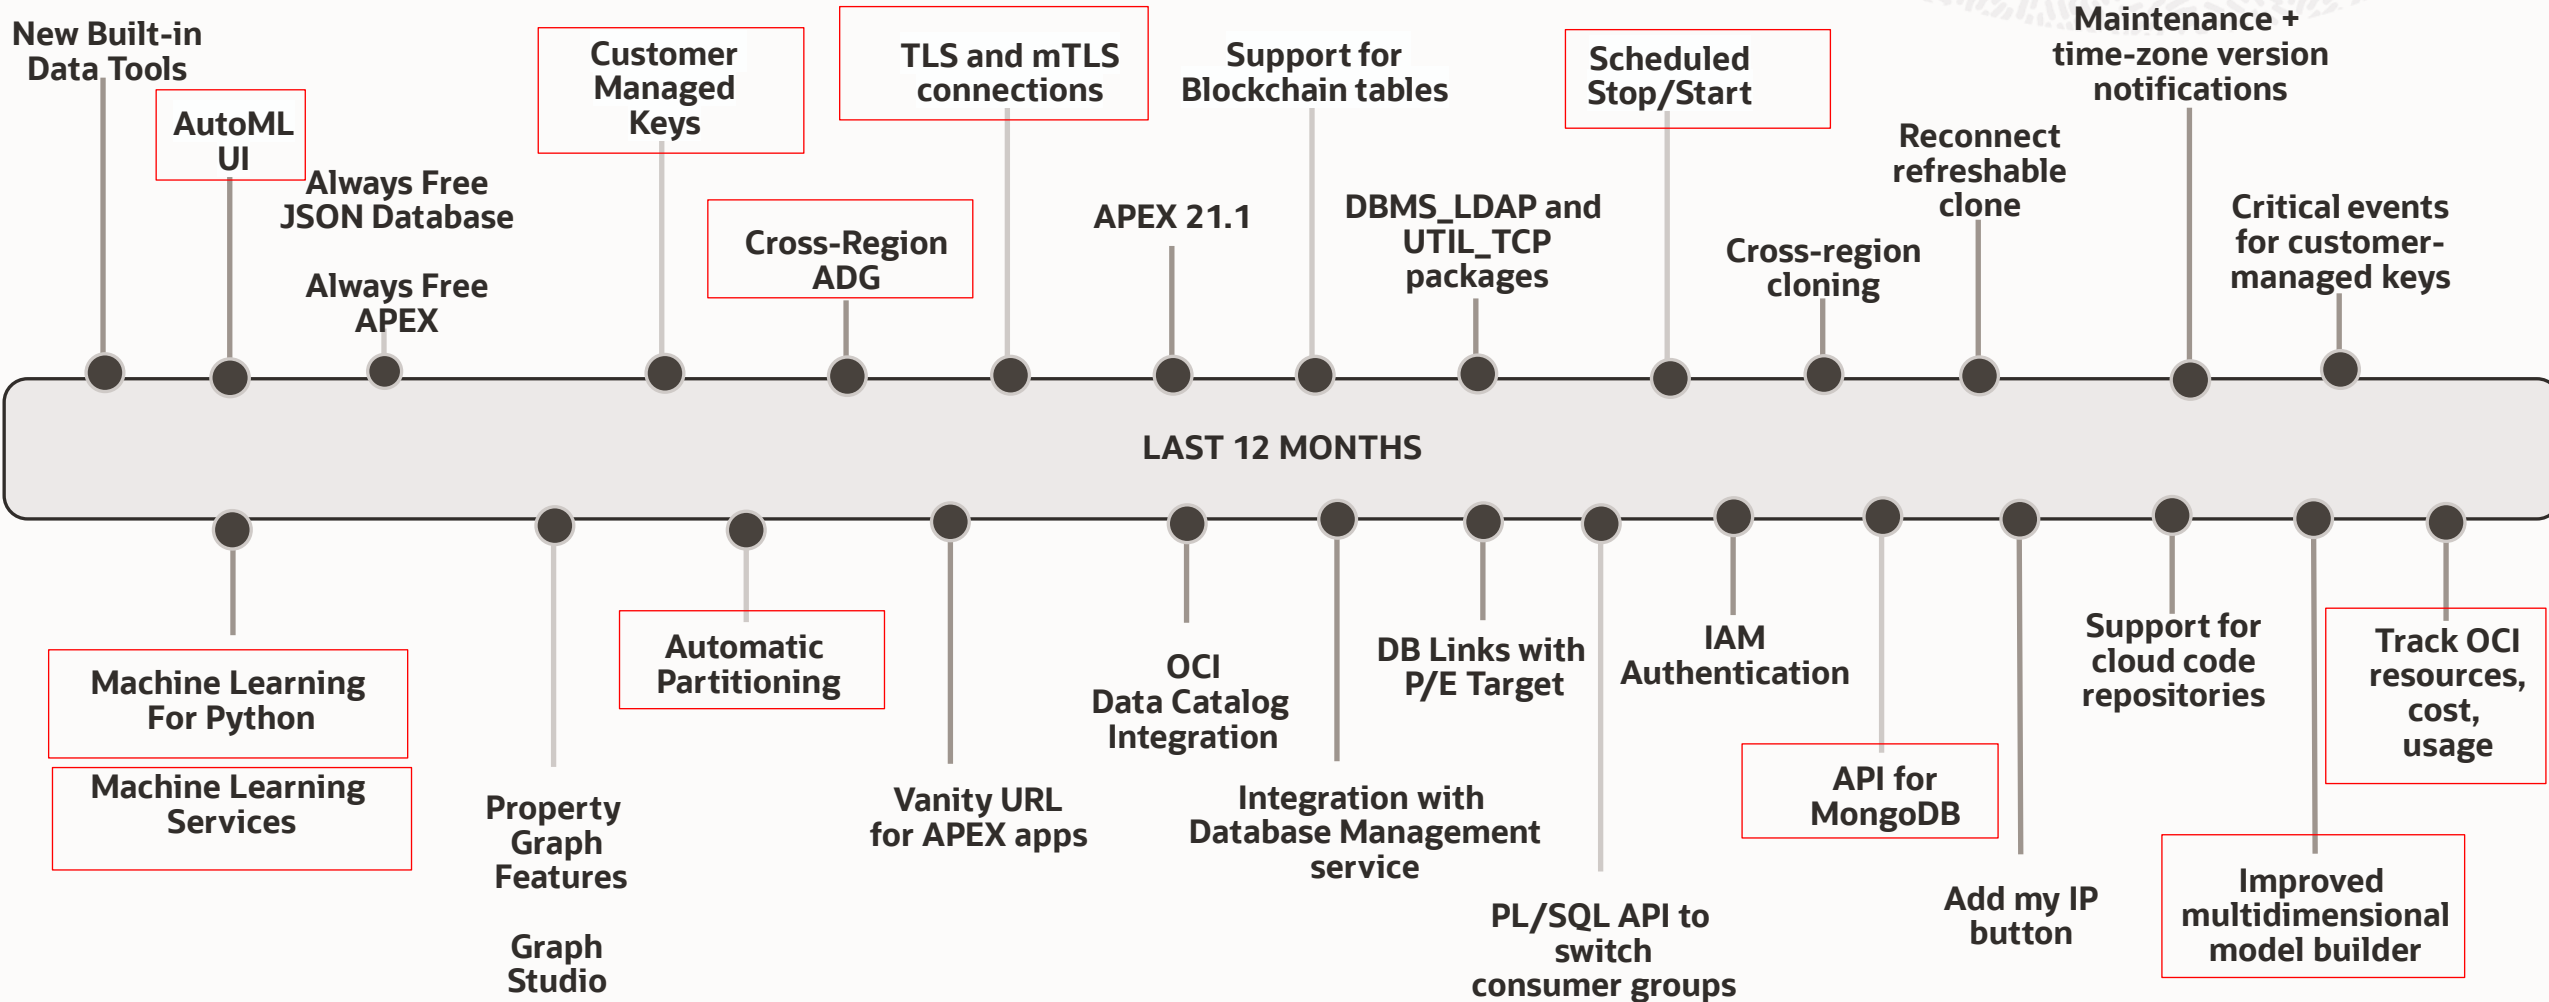 New Built-in
Data Tools
AutoML
UI
Always Free
JSON Database
Always Free
APEX
Customer
Managed
Keys
Cross-Region
ADG
TLS and mTLS
connections
APEX 21.1
Support for
Blockchain tables
DBMS_LDAP and
UTIL_TCP
packages
Scheduled
Stop/Start
Cross-region
cloning
Reconnect
refreshable
clone
Maintenance +
time-zone version
notifications
Critical events
for customer-
managed keys
LAST 12 MONTHS
Machine Learning
For Python
Machine Learning
Services
Property
Graph
Features
Graph
Studio
Automatic
Partitioning
Vanity URL
for APEX apps
OCI
Data Catalog
Integration
Integration with
Database Management
service
DB Links with
P/E Target
PL/SQL API to
switch
consumer groups
IAM
Authentication
API for
MongoDB
Add my IP
button
Support for
cloud code
repositories
Improved
multidimensional
model builder
Track OCI
resources,
cost,
usage